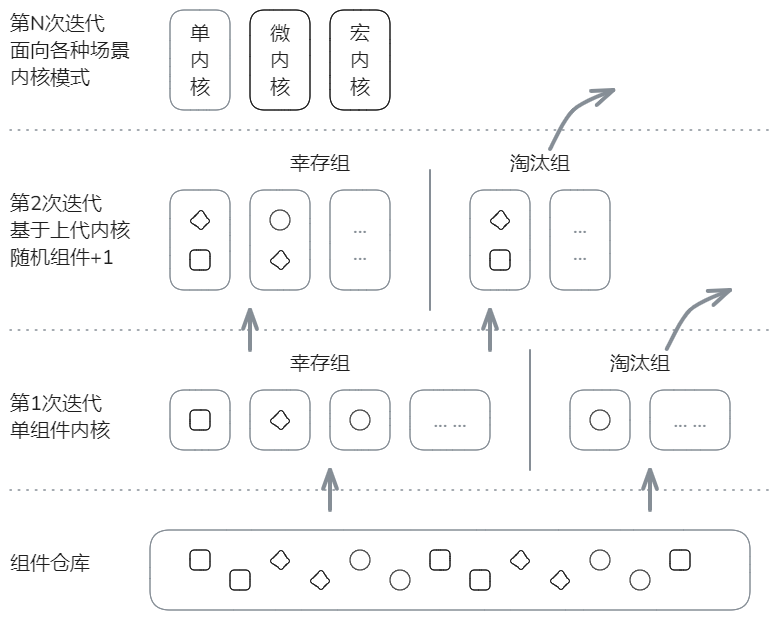 第N次迭代
面向各种场景
内核模式
单
内
核
微
内
核
宏
内
核
幸存组
淘汰组
第2次迭代
基于上代内核
随机组件+1
...
...
...
...
幸存组
淘汰组
第1次迭代
单组件内核
... ...
... ...
组件仓库